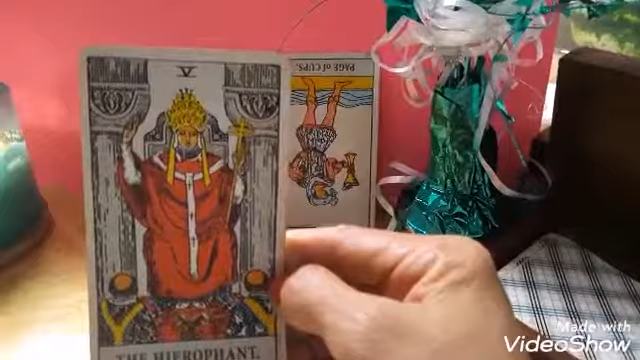 V
THE HIEROPHANT.
PAGE of CUPS.
Made with
VideoShow